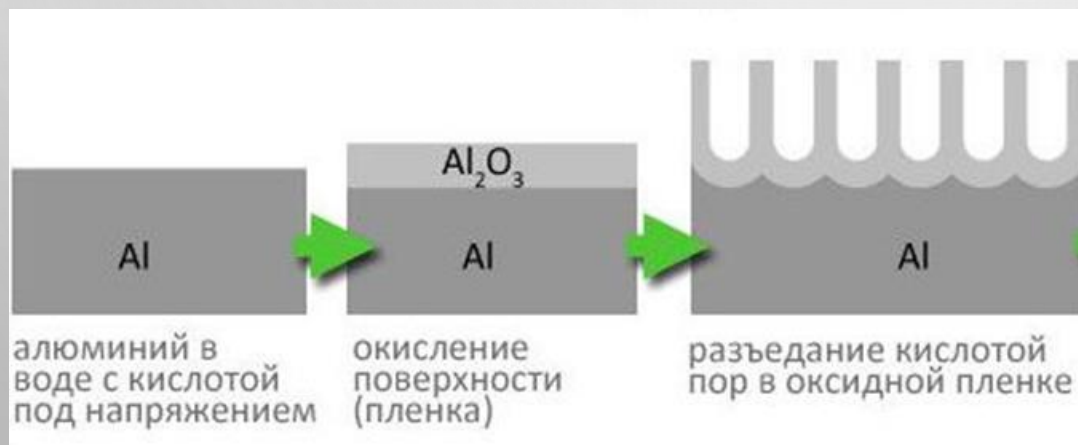 Al
алюминий в
воде с кислотой
под напряжением
Al₂O₃
Al
окисление
поверхности
(пленка)
Al
разъедание кислотой
пор в оксидной пленке